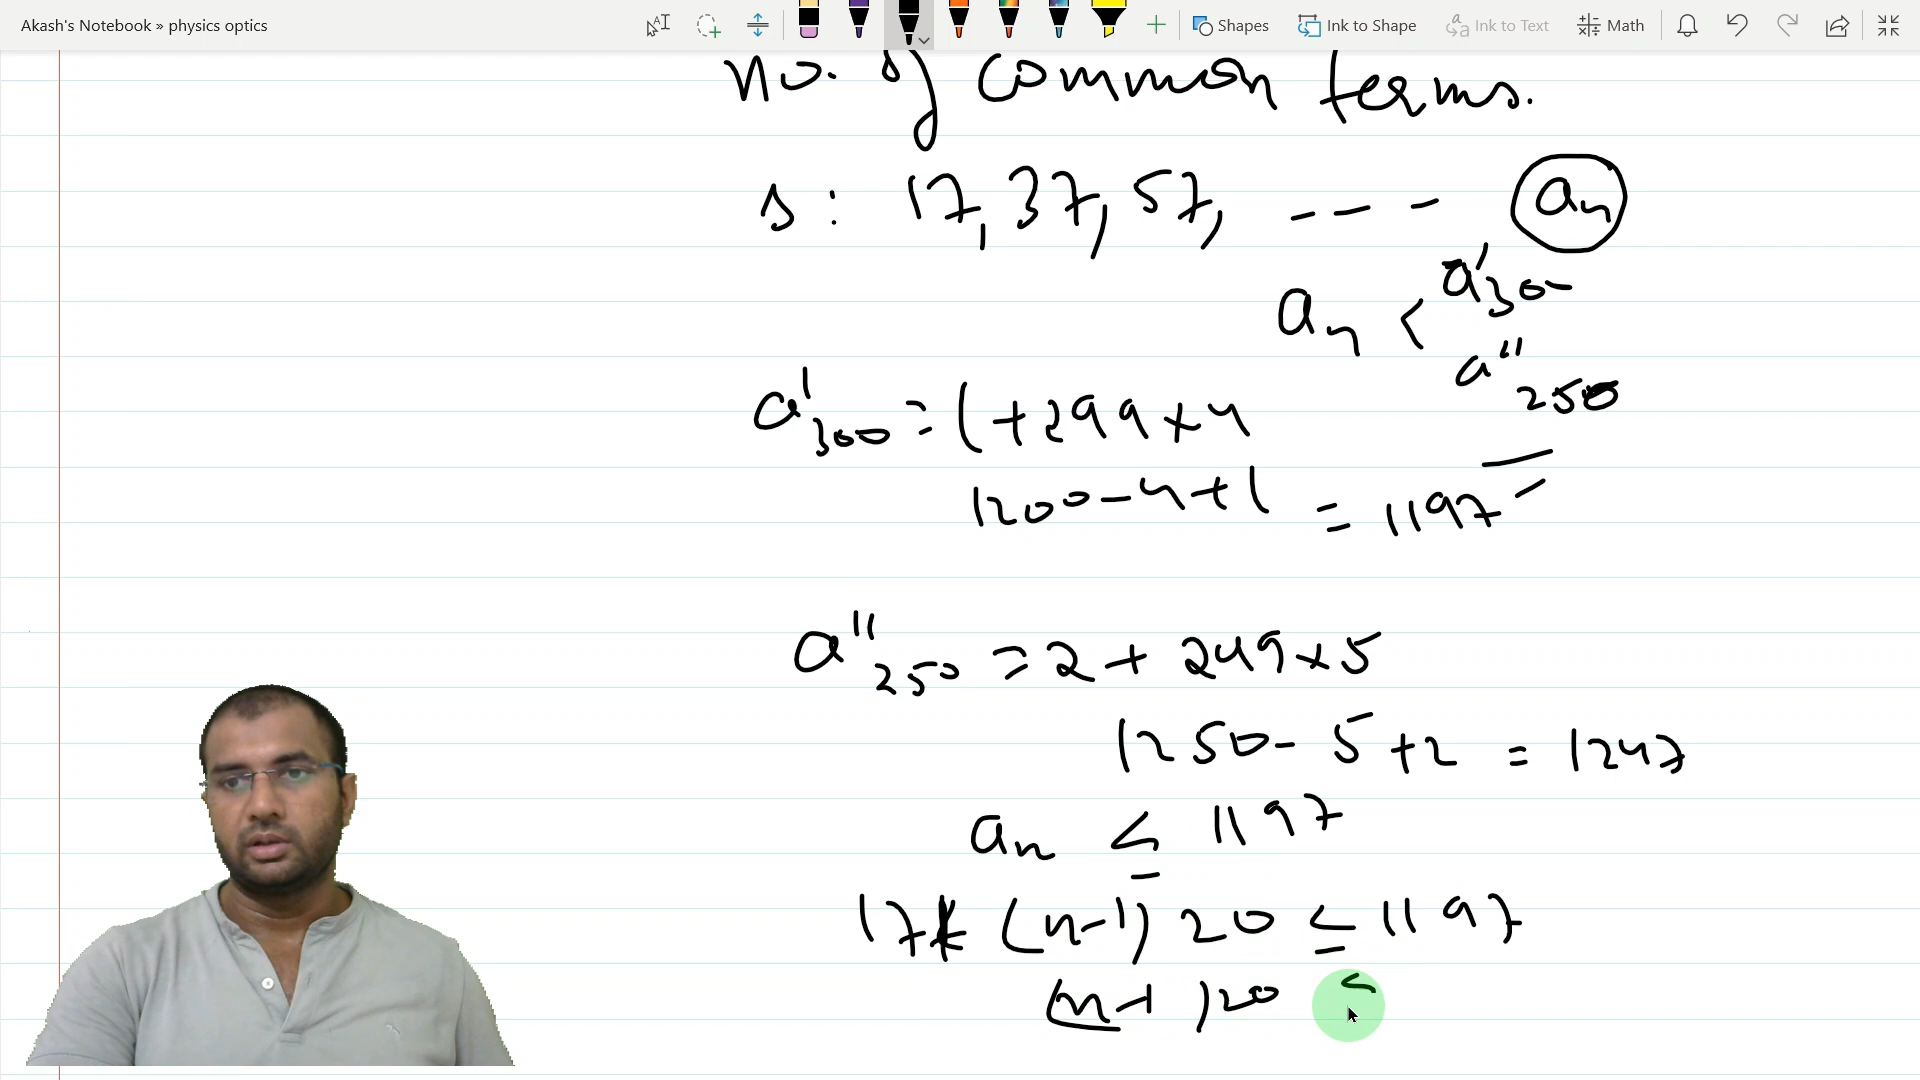 Akash's Notebook » physics optics
Shapes
Ink to Shape
Ink to Text
Math
no. of common terms.
s: 17, 37, 57, --- an
an < a'300
a''250
a'300 = 1+299×4
1200-4+1 = 1197
a''250 = 2 + 249×5
1250- 5 +2 = 1247
an ≤ 1197
17+ (n-1) 20 ≤ 1197
(n-1)20